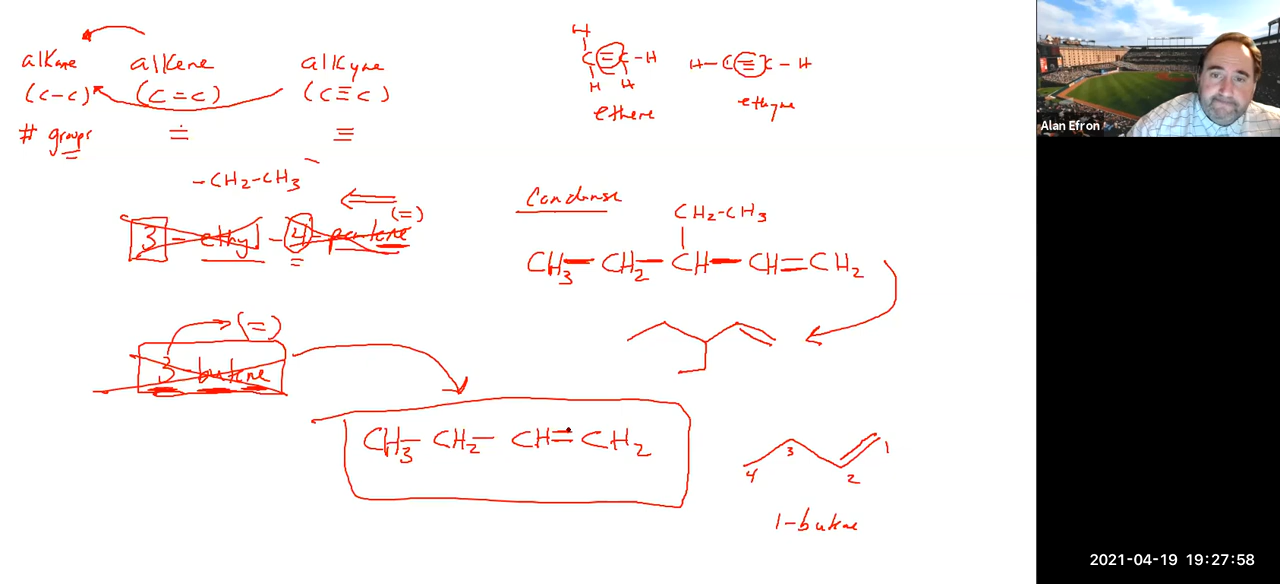 alkane alkene alkyne
(C-C) (C=C) (C≡C)
# groups = ≡
-CH2-CH3
3-ethyl-4-pentene
(=)
3-butene
(=)
CH3-CH2-CH=CH2
H
C=C-H
H H
ethene
H-C≡C-H
ethyne
Condense
CH2-CH3
CH3-CH2-CH-CH=CH2
4 3 2 1
1-butene
Alan Efron
2021-04-19 19:27:58